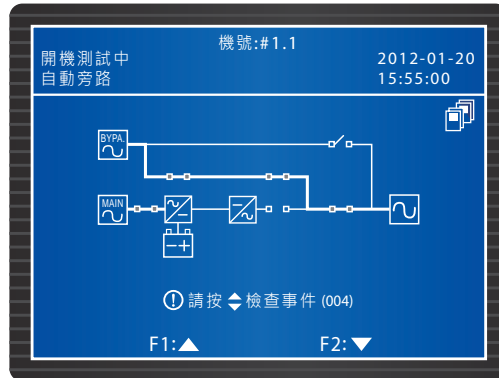 機號:#1.1
開機測試中
自動旁路
2012-01-20
15:55:00
BYPA.
MAIN
請按檢查事件 (004)
F1:
F2: